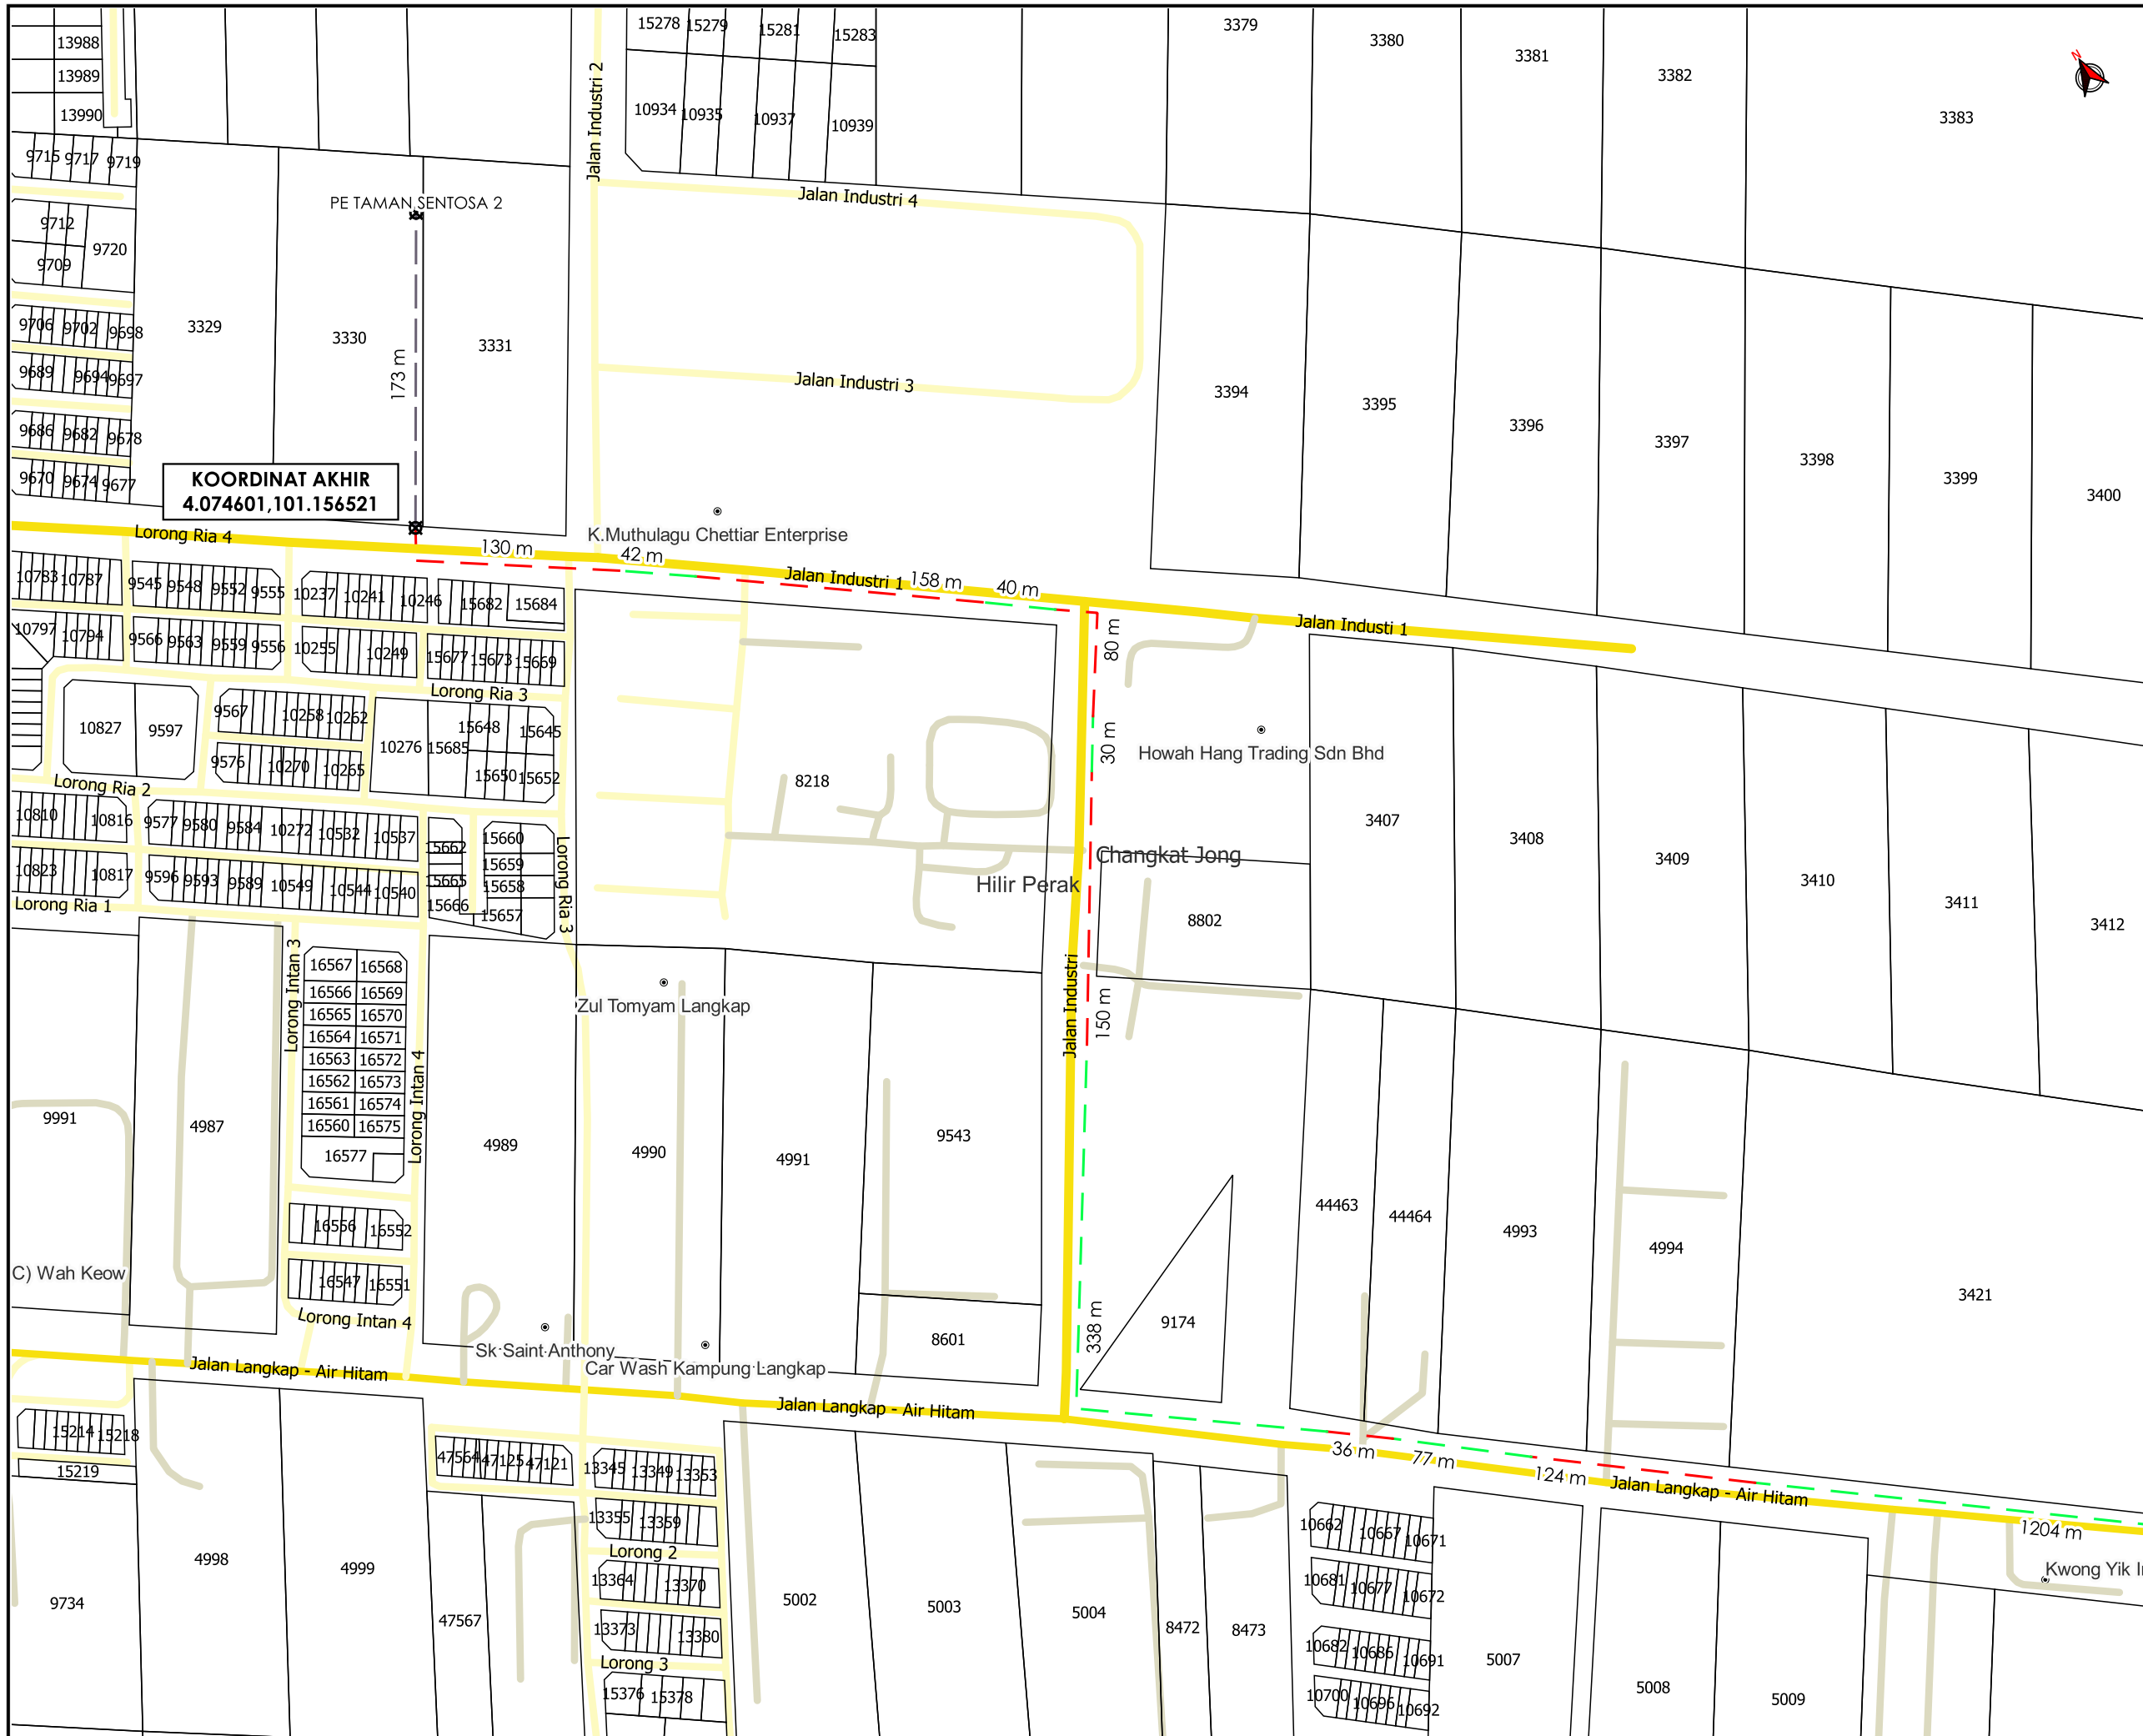 13988
13989
13990
15278 15279 15281 15283
10934 10935 10937 10939
3379
3380
3381
3382
3383
N
Jalan Industri 2
9715 9717 9719
9712
9720
9709
PE TAMAN SENTOSA 2
Jalan Industri 4
9706 9702 9698
9689 9694 9697
9686 9682 9678
9670 9674 9677
3329
3330
3331
173 m
Jalan Industri 3
3394
3395
3396
3397
3398
3399
3400
KOORDINAT AKHIR
4.074601,101.156521
K.Muthulagu Chettiar Enterprise
Lorong Ria 4
130 m
42 m
Jalan Industri 1
158 m
40 m
Jalan Industi 1
80 m
30 m
10783 10787 9545 9548 9552 9555 10237 10241 10246 15682 15684
10797 10794 9566 9563 9559 9556 10255 10249 15677 15673 15669
Lorong Ria 3
10827
9597
9567 10258 10262
9576 10270 10265
10276 15685
15648 15645
15650 15652
8218
Howah Hang Trading Sdn Bhd
3407
3408
3409
3410
3411
3412
Lorong Ria 2
10810 10816 9577 9580 9584 10272 10532 10537
10823 10817 9596 9593 9589 10549 10544 10540
15662
15665
15666
15660
15659
15658
15657
Lorong Ria 3
Lorong Ria 1
Changkat Jong
Hilir Perak
8802
Lorong Intan 3
16567 16568
16566 16569
16565 16570
16564 16571
16563 16572
16562 16573
16561 16574
16560 16575
16577
Lorong Intan 4
Zul Tomyam Langkap
Jalan Industri
150 m
9991
4987
4989
4990
4991
9543
44463
44464
4993
4994
3421
16556 16552
16547 16551
C) Wah Keow
Lorong Intan 4
Sk Saint Anthony
Car Wash Kampung Langkap
8601
338 m
9174
Jalan Langkap - Air Hitam
Jalan Langkap - Air Hitam
36 m
77 m
124 m
Jalan Langkap - Air Hitam
1204 m
15214 15218
15219
47564 47125 47121
13345 13349 13353
13355 13359
Lorong 2
13364 13370
13373 13380
Lorong 3
15376 15378
4998
4999
9734
47567
5002
5003
5004
8472
8473
10662 10667 10671
10681 10677 10672
10682 10686 10691
10700 10696 10692
5007
5008
5009
Kwong Yik